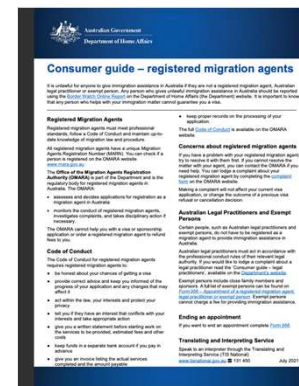 Australian Government
Department of Home Affairs
Consumer guide – registered migration agents
It is unlawful for anyone to give immigration assistance in Australia if they are not a registered migration agent, Australian
legal practitioner or exempt person. Any person who gives unlawful immigration assistance in Australia should be reported
using the Border Watch Online Report on the Department of Home Affairs (the Department) website. It is important to know
that any person who helps with your immigration matter cannot guarantee you a visa.
Registered Migration Agents
Registered migration agents must meet professional
standards, follow a Code of Conduct and maintain up-to-
date knowledge of migration law and procedure.
All registered migration agents have a unique Migration
Agents Registration Number (MARN). You can check if a
person is registered on the OMARA website
www.mara.gov.au.
The Office of the Migration Agents Registration
Authority (OMARA) is part of the Department and is the
regulatory body for registered migration agents in
Australia. The OMARA:
• assesses and decides applications for registration as a
migration agent in Australia
• monitors the conduct of registered migration agents,
investigates complaints, and takes disciplinary action if
necessary.
The OMARA cannot help you with a visa or sponsorship
application or order a registered migration agent to refund
fees to you.
Code of Conduct
The Code of Conduct for registered migration agents
requires registered migration agents to:
• be honest about your chances of getting a visa
• provide correct advice and keep you informed of the
progress of your application and any changes that may
affect it
• act within the law, your interests and protect your
privacy
• tell you if they have an interest that conflicts with your
interests and take appropriate action
• give you a written statement before starting work on
the services to be provided, estimated fees and other
costs
• keep funds in a separate bank account if you pay in
advance
• give you an invoice listing the actual services
completed and the amount payable
• keep proper records on the processing of your
application.
The full Code of Conduct is available on the OMARA
website.
Concerns about registered migration agents
If you have a problem with your registered migration agent,
try to resolve it with them first. If you cannot resolve the
matter with your agent, you can contact the OMARA if you
need help. You can lodge a complaint about your
registered migration agent by completing the complaint
form on the OMARA website.
Making a complaint will not affect your current visa
application, or change the outcome of a previous visa
refusal or cancellation decision.
Australian Legal Practitioners and Exempt
Persons
Certain people, such as Australian legal practitioners and
exempt persons, do not have to be registered as a
migration agent to provide immigration assistance in
Australia.
Australian legal practitioners must act in accordance with
the professional conduct rules of their relevant legal
authority. If you would like to lodge a complaint about a
legal practitioner read the 'Consumer guide – legal
practitioners', available on the Department's website.
Exempt persons include close family members and
sponsors. A full list of exempt persons can be found on
Form 956 – Appointment of a registered migration agent,
legal practitioner or exempt person. Exempt persons
cannot charge a fee for providing immigration assistance.
Ending an appointment
If you want to end an appointment complete Form 956.
Translating and Interpreting Service
Speak to an interpreter through the Translating and
Interpreting Service (TIS National)
www.tisnational.gov.au ☎ 131 450
July 2021